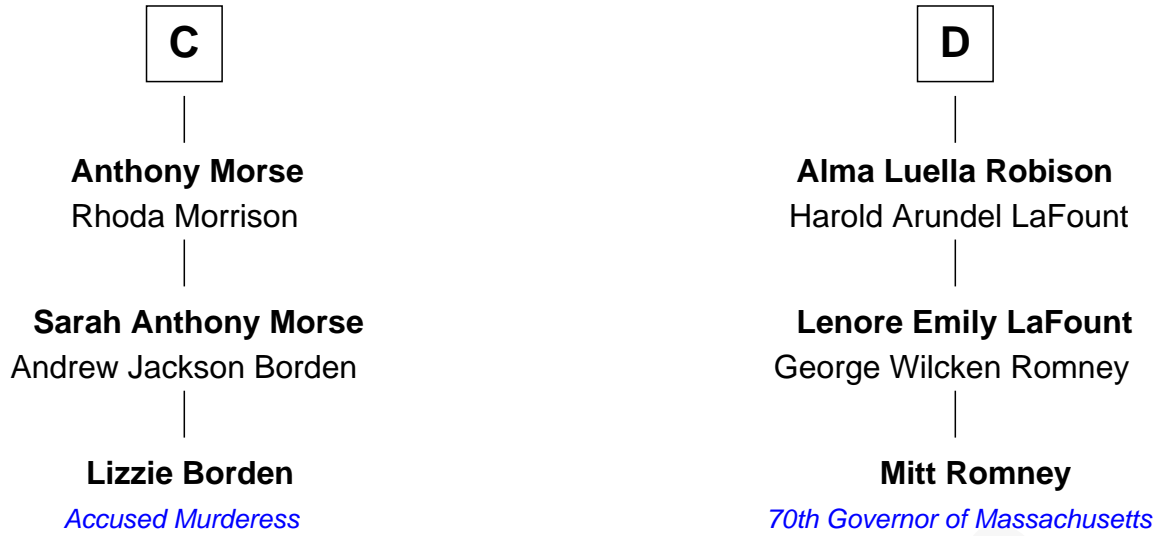 C
D
Anthony Morse
Rhoda Morrison
Alma Luella Robison
Harold Arundel LaFount
Sarah Anthony Morse
Andrew Jackson Borden
Lenore Emily LaFount
George Wilcken Romney
Lizzie Borden
Accused Murderess
Mitt Romney
70th Governor of Massachusetts